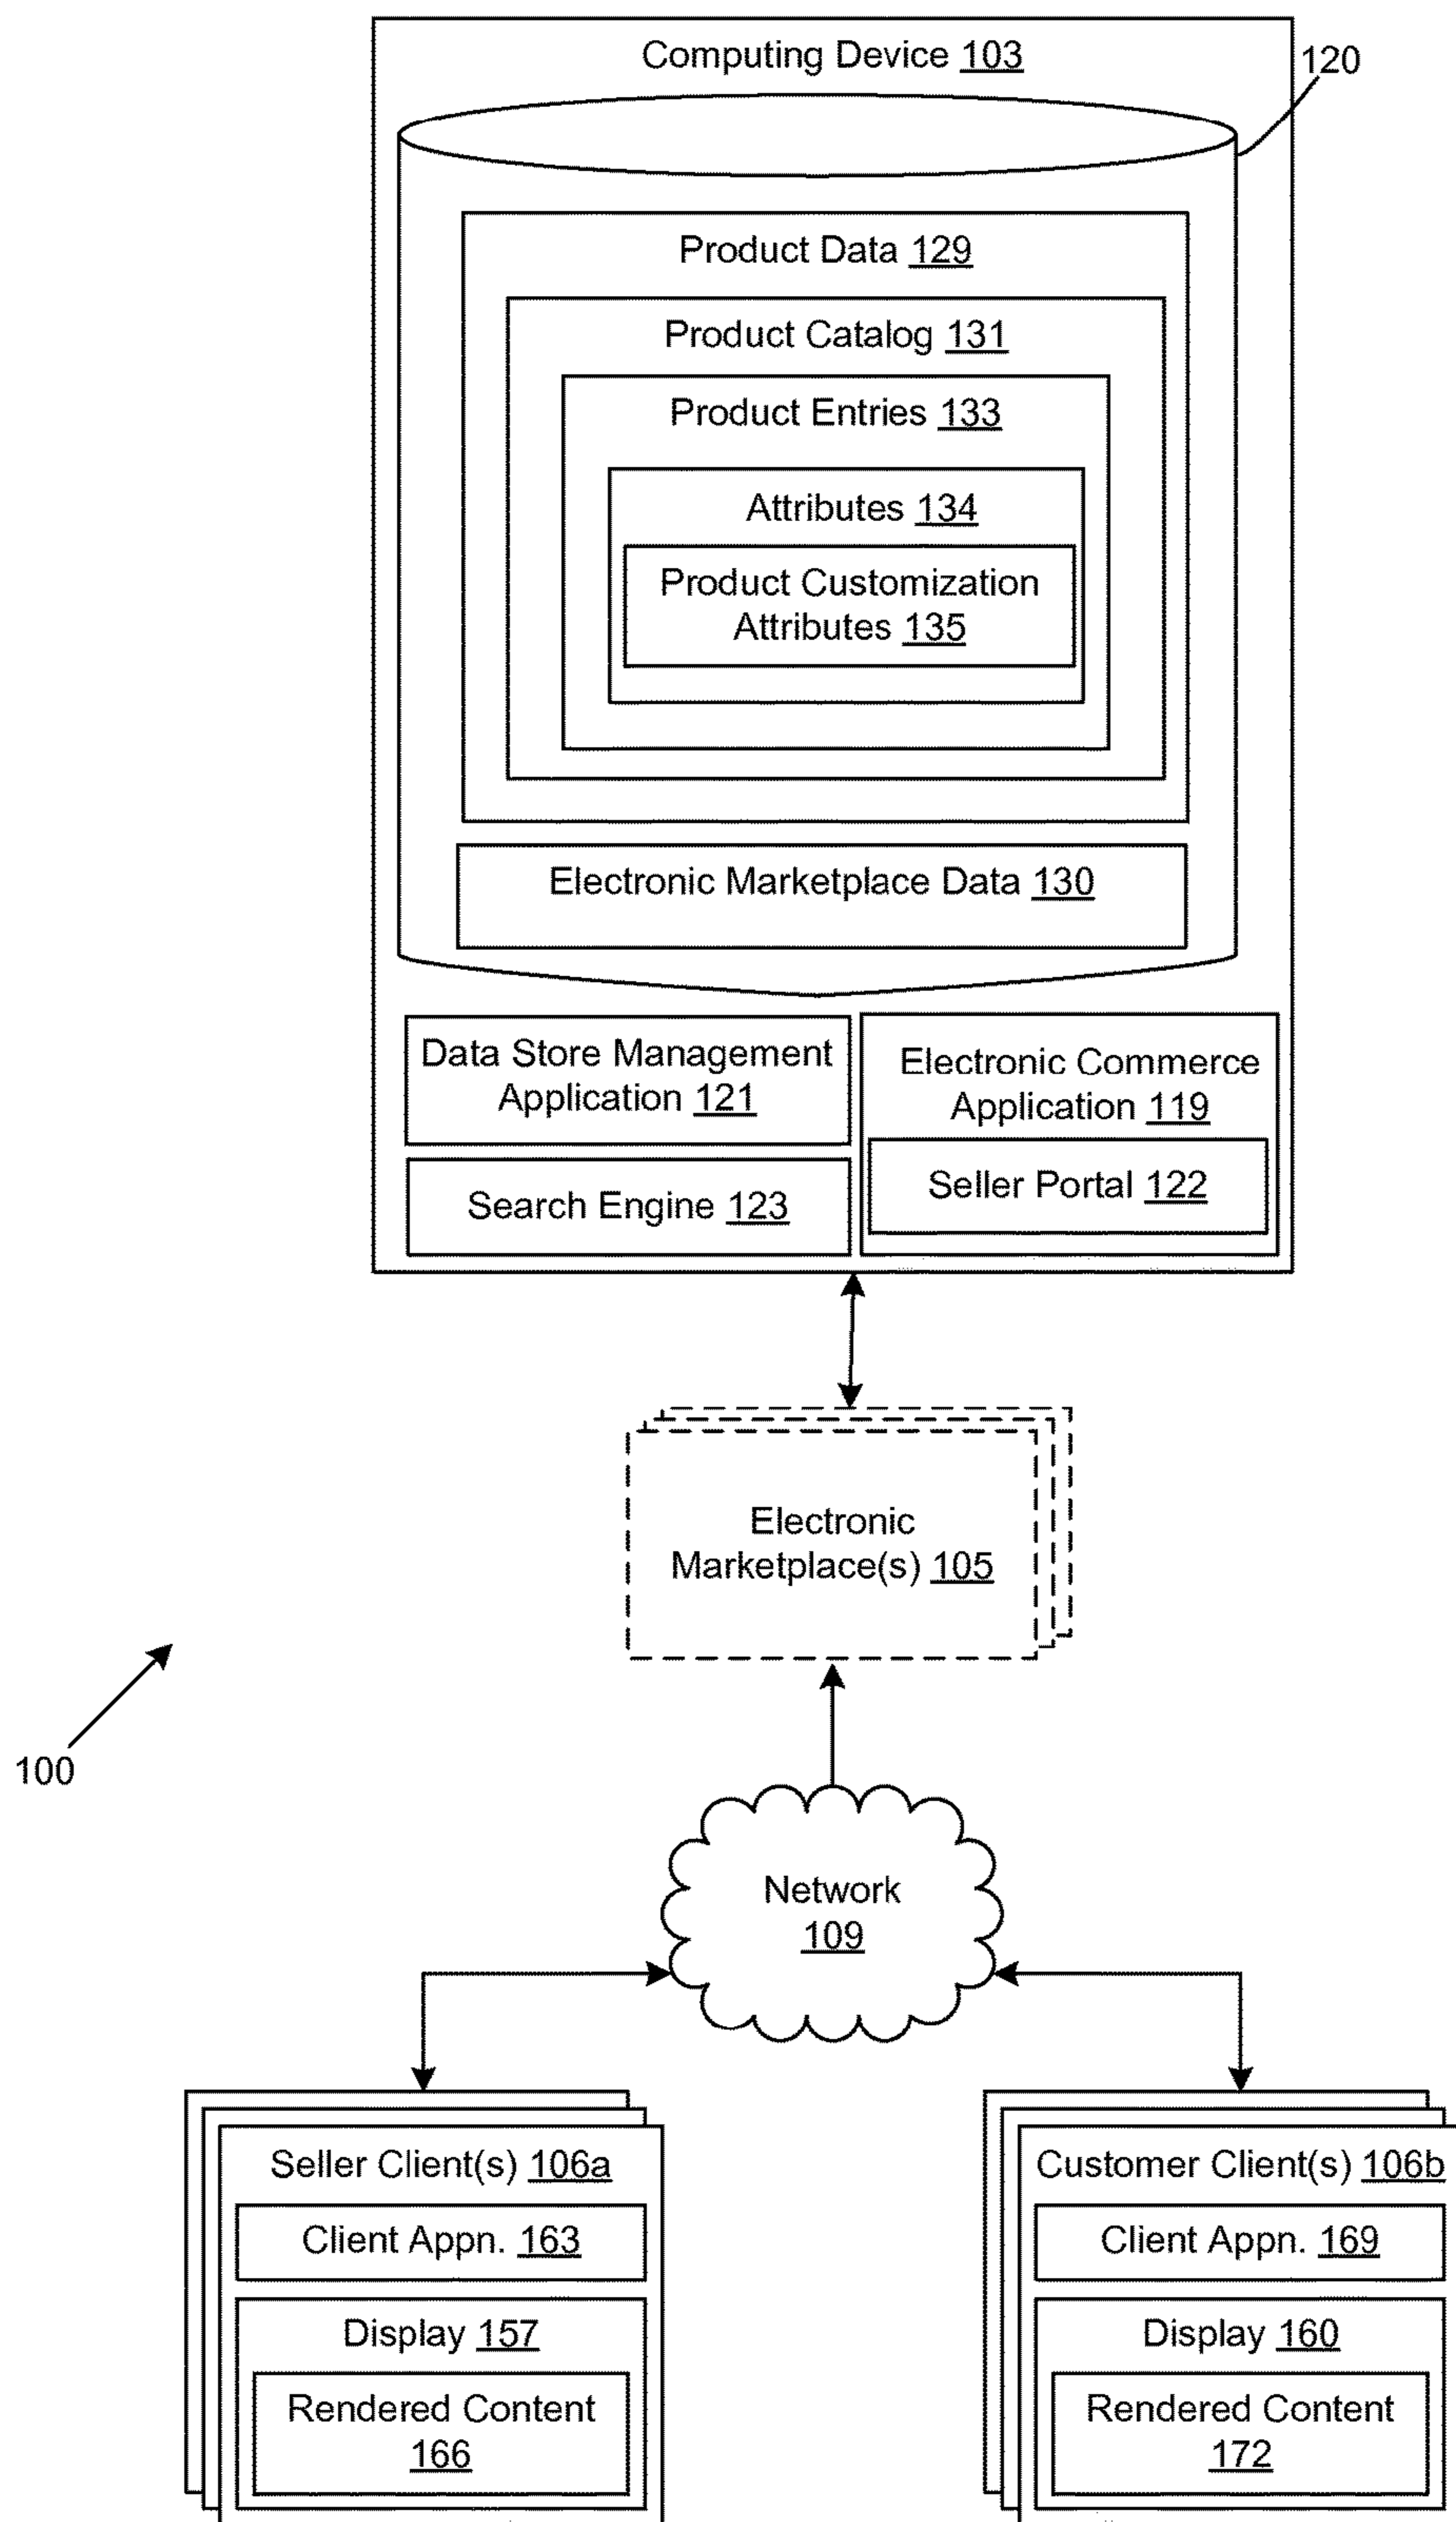 Computing Device 103
120
Product Data 129
Product Catalog 131
Product Entries 133
Attributes 134
Product Customization
Attributes 135
Electronic Marketplace Data 130
Data Store Management
Application 121
Electronic Commerce
Application 119
Search Engine 123
Seller Portal 122
Electronic
Marketplace(s) 105
100
Network
109
Seller Client(s) 106a
Client Appn. 163
Display 157
Rendered Content
166
Customer Client(s) 106b
Client Appn. 169
Display 160
Rendered Content
172